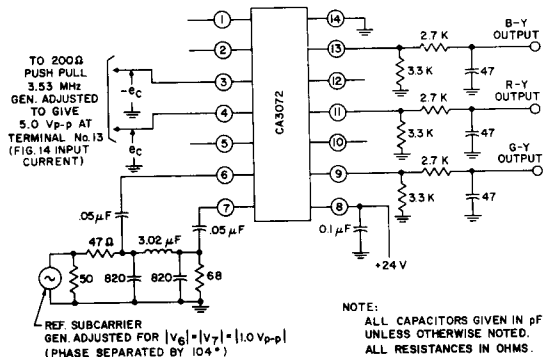 TO 200Ω
PUSH PULL
3.53 MHz
GEN. ADJUSTED
TO GIVE
5.0 Vp-p AT
TERMINAL No.13
(FIG. 14 INPUT
CURRENT)
-ec
ec
1
2
3
4
5
6
7
CA3072
14
13
12
11
10
9
8
2.7 K
3.3 K
47
B-Y
OUTPUT
2.7 K
3.3 K
47
R-Y
OUTPUT
2.7 K
3.3 K
47
G-Y
OUTPUT
0.1 µF
+24 V
.05µF
.05µF
47Ω
3.02 µF
50
820
820
68
REF. SUBCARRIER
GEN. ADJUSTED FOR |V6|=|V7|=|1.0 Vp-p|
(PHASE SEPARATED BY 104°)
NOTE:
ALL CAPACITORS GIVEN IN pF
UNLESS OTHERWISE NOTED.
ALL RESISTANCES IN OHMS.